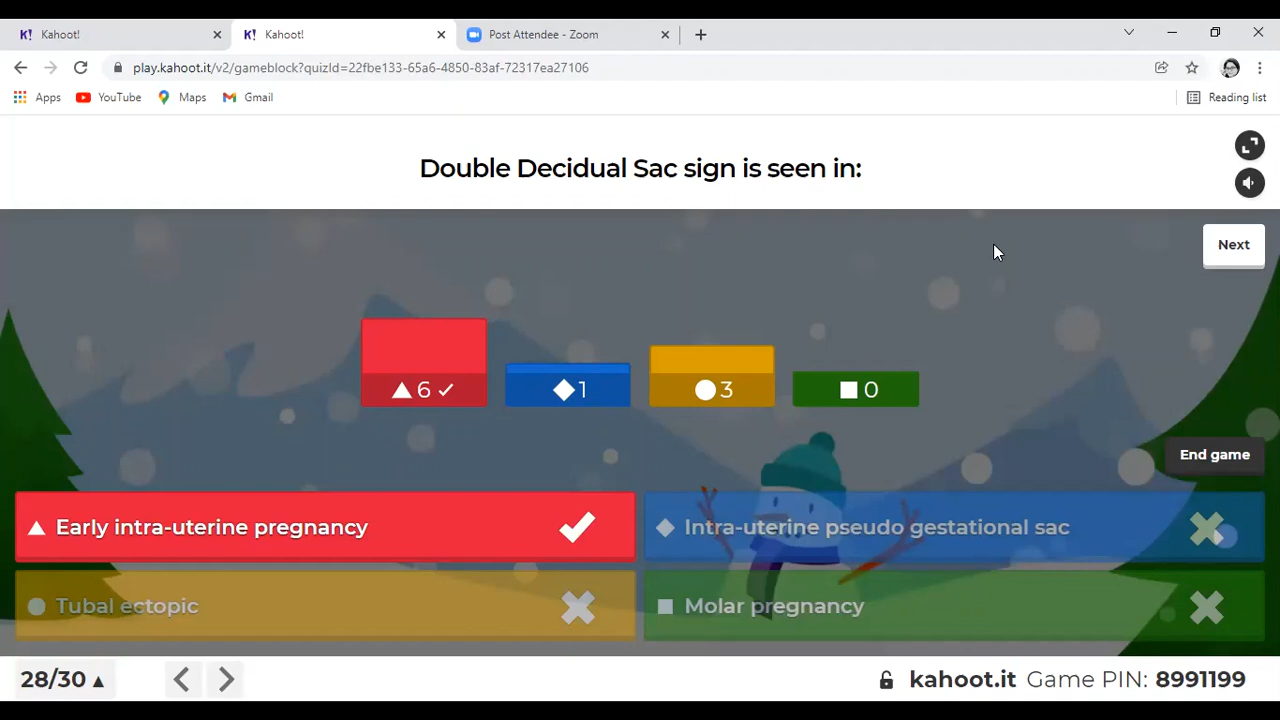 K! Kahoot!
K! Kahoot!
Post Attendee - Zoom
play.kahoot.it/v2/gameblock?quizId=22fbe133-65a6-4850-83af-72317ea27106
Apps
YouTube
Maps
Gmail
Reading list
Double Decidual Sac sign is seen in:
Next
6
1
3
0
End game
Early intra-uterine pregnancy
Intra-uterine pseudo gestational sac
Tubal ectopic
Molar pregnancy
28/30
kahoot.it Game PIN: 8991199